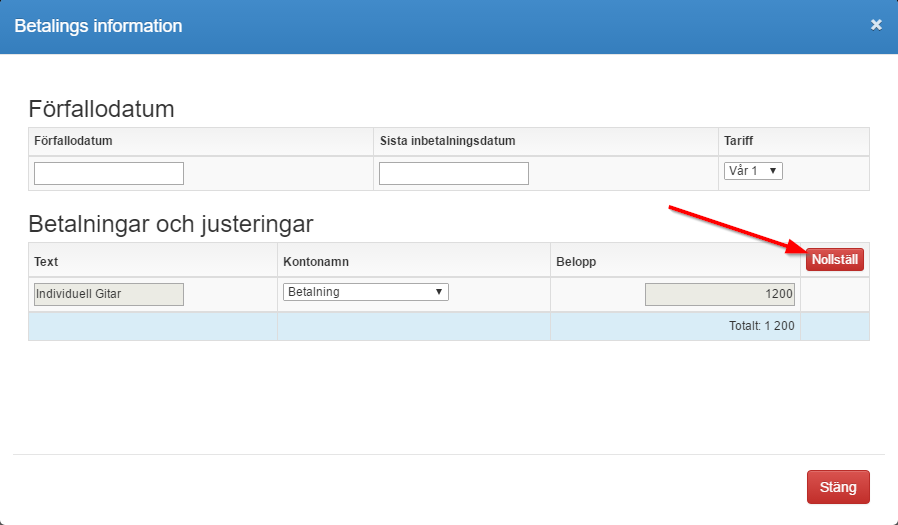 Betalings information ×
Förfallodatum
Förfallodatum Sista inbetalningsdatum Tariff
Vår 1
Betalningar och justeringar
Text Kontonamn Belopp Nollställ
Individuell Gitar Betalning 1200
Totalt: 1 200
Stäng